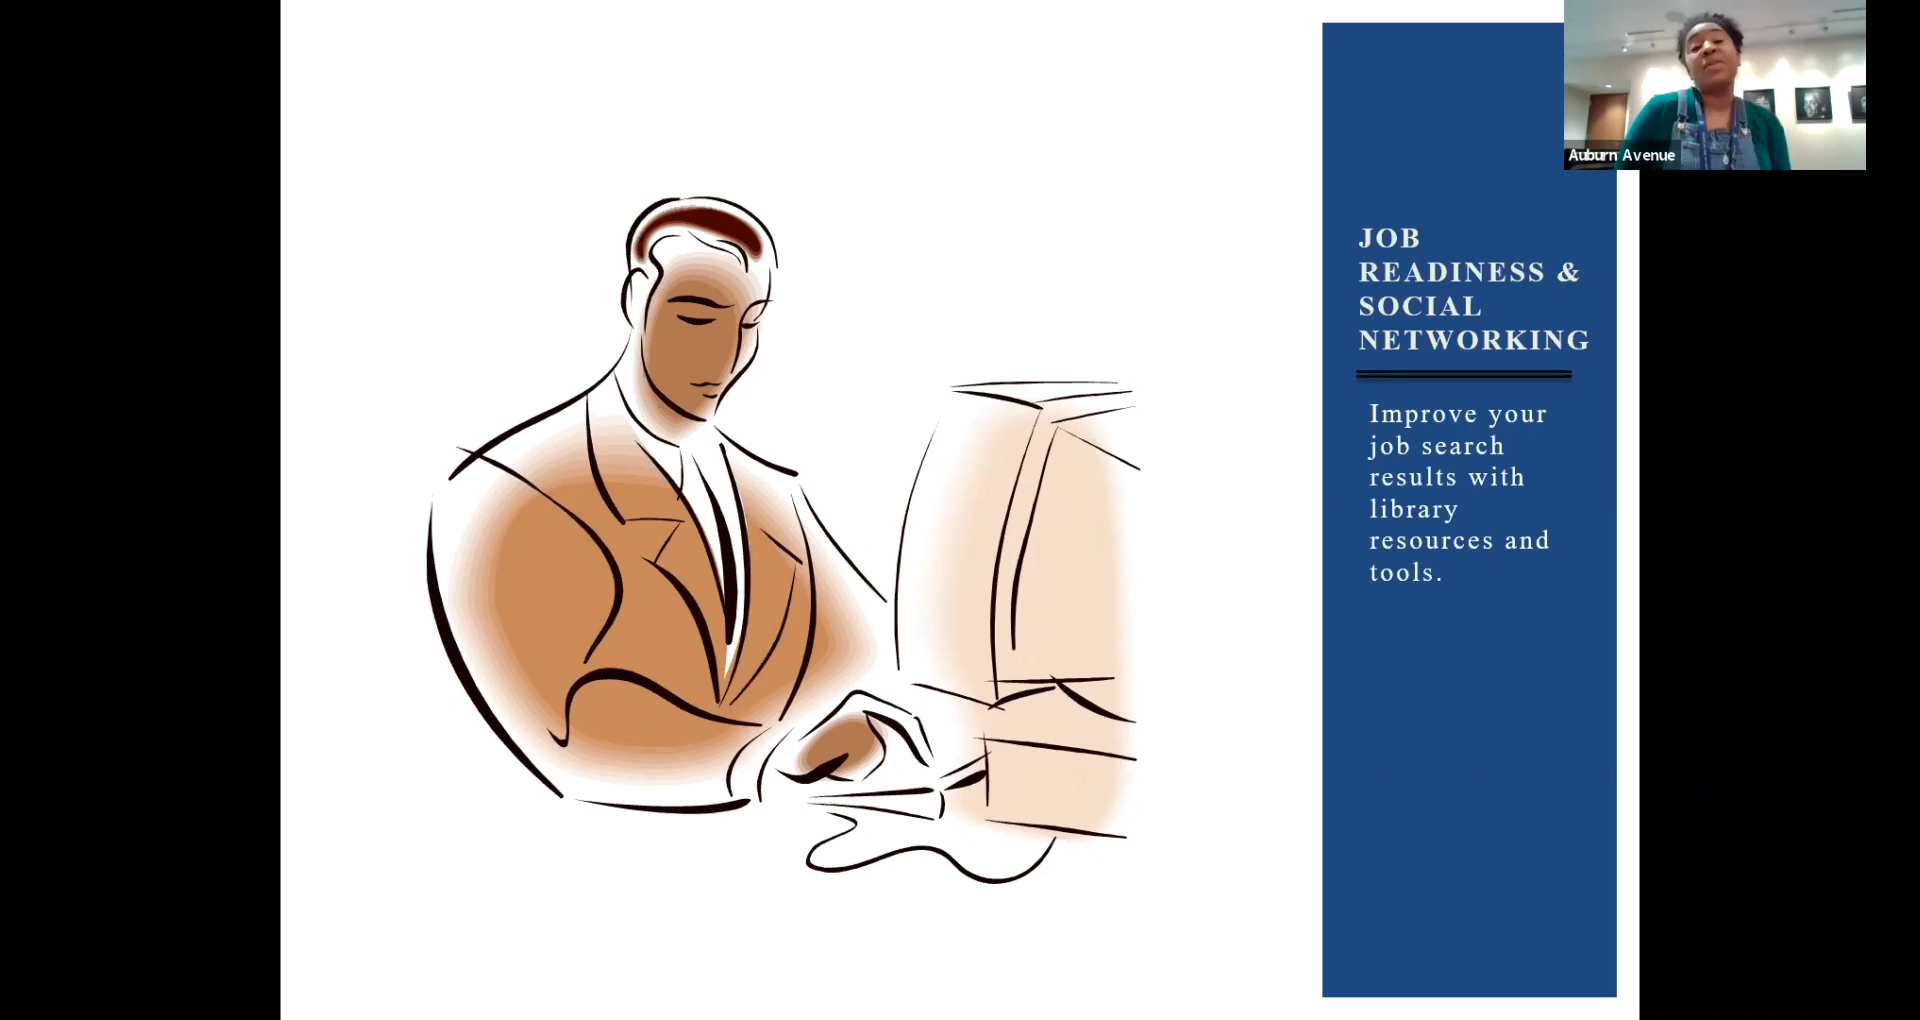 Auburn Avenue
JOB
READINESS &
SOCIAL
NETWORKING
Improve your
job search
results with
library
resources and
tools.